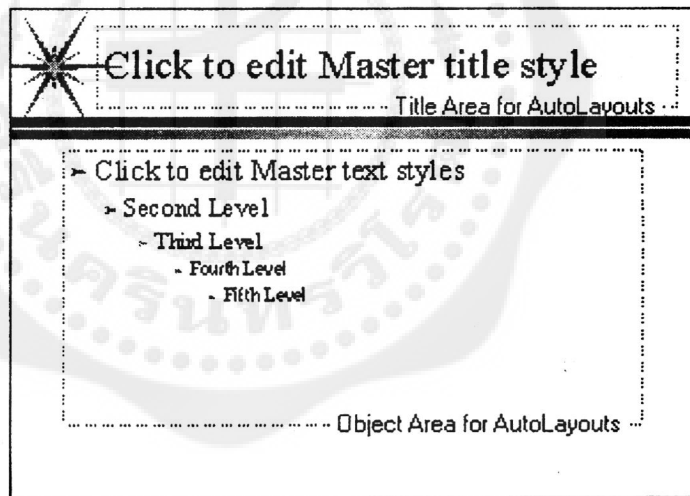 Click to edit Master title style
Title Area for AutoLayouts
➢ Click to edit Master text styles
➢ Second Level
➢ Third Level
➢ Fourth Level
➢ Fifth Level
Object Area for AutoLayouts